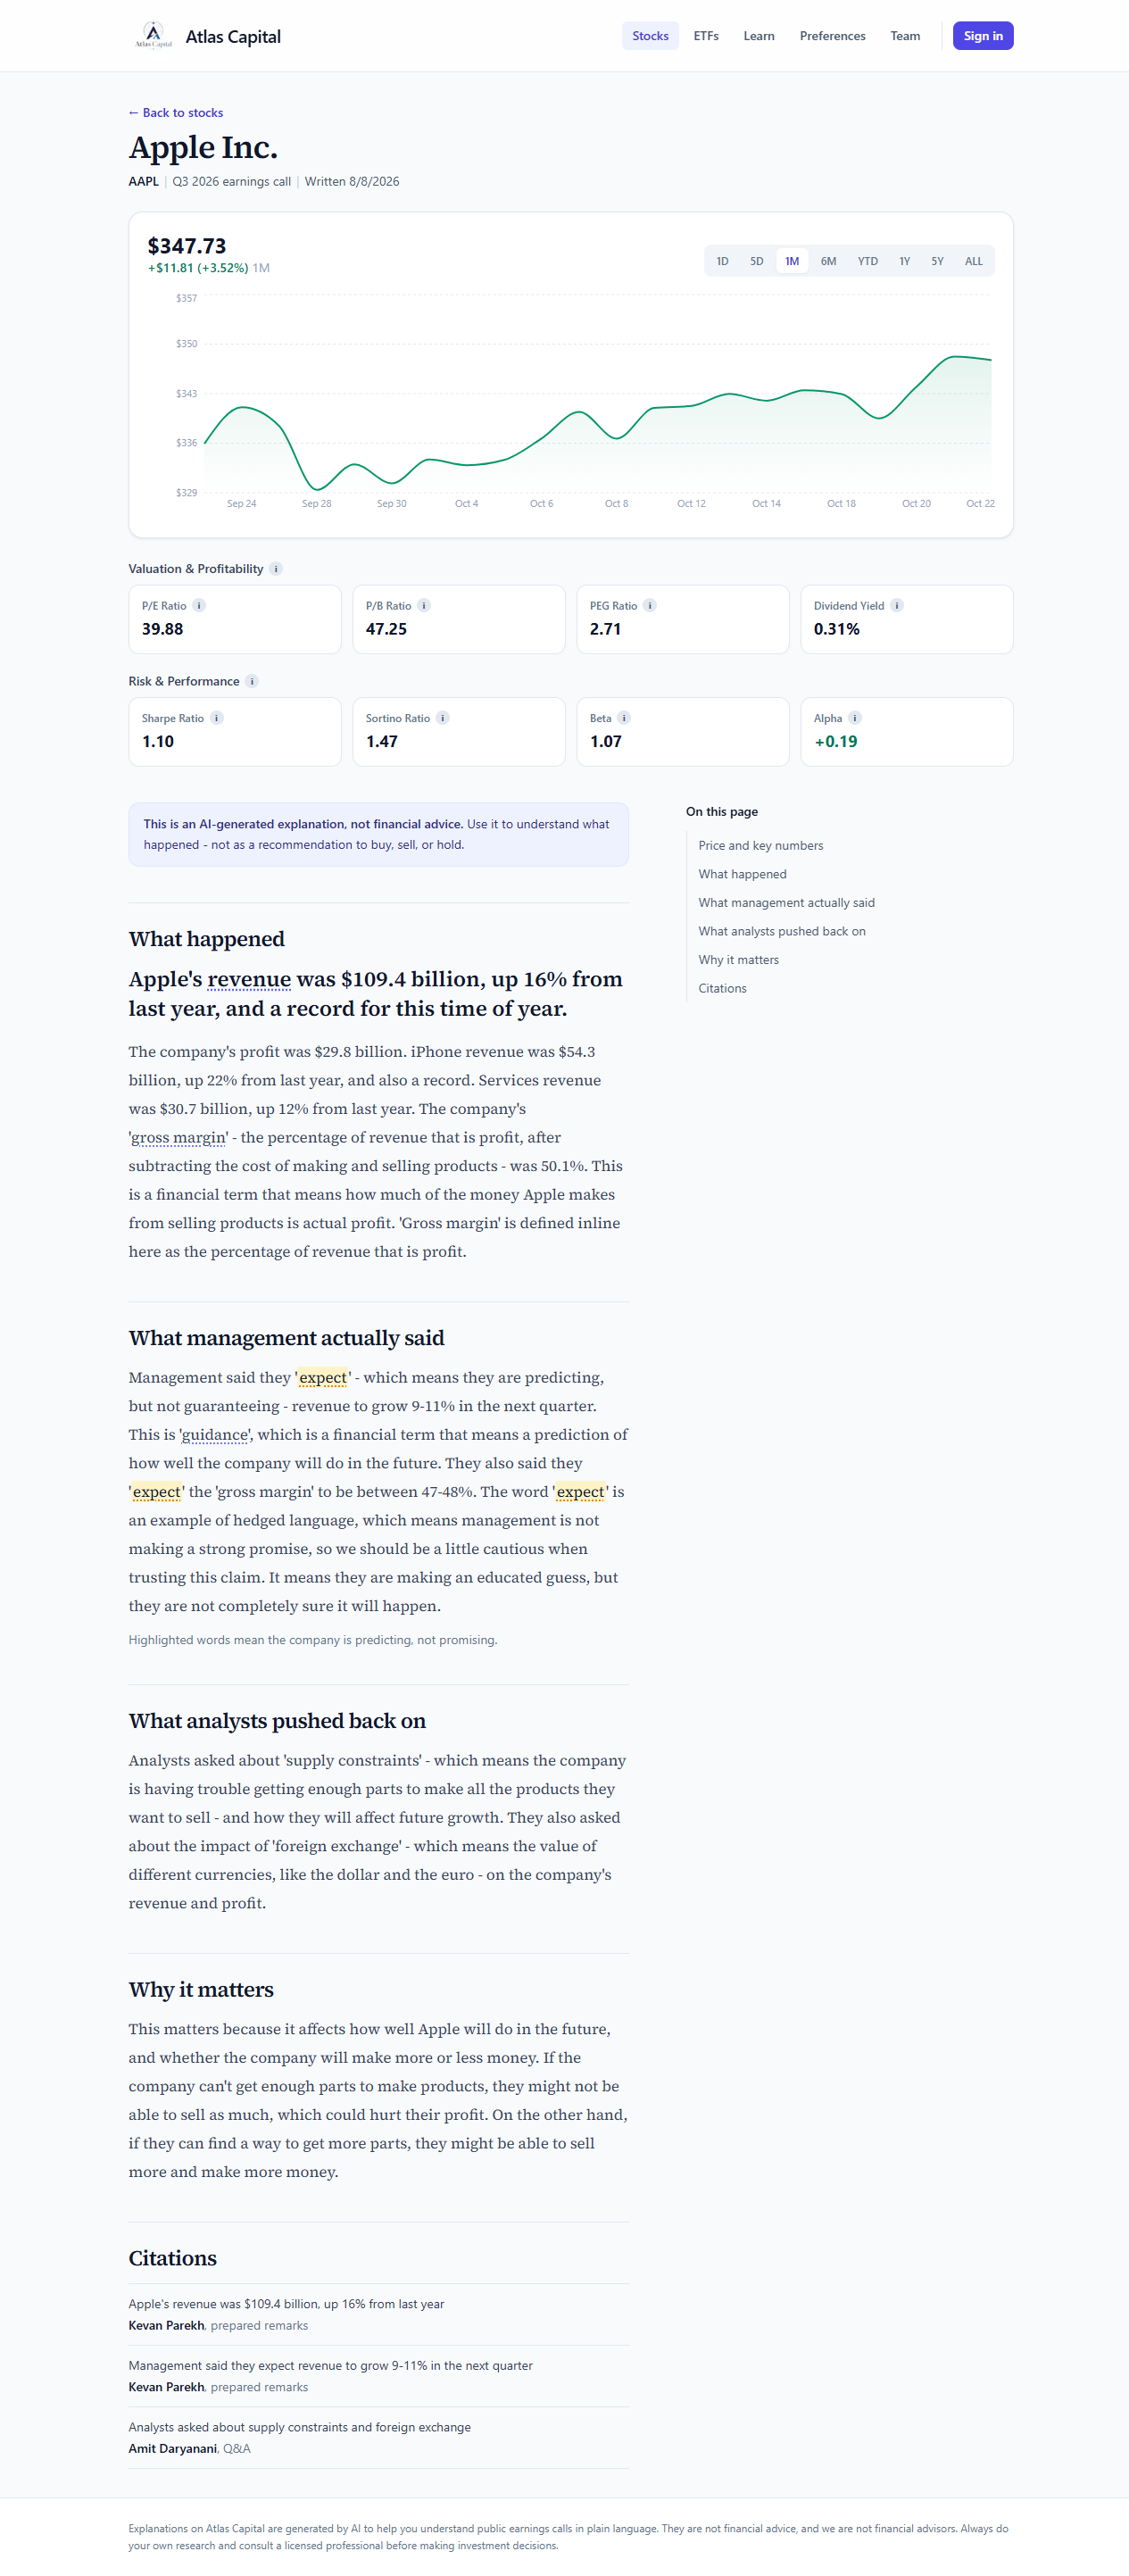 Atlas Capital
Atlas Capital
Stocks
ETFs
Learn
Preferences
Team
Sign in
← Back to stocks
Apple Inc.
AAPL | Q3 2026 earnings call | Written 8/8/2026
$347.73
+$11.81 (+3.52%) 1M
1D
5D
1M
6M
YTD
1Y
5Y
ALL
$357
$350
$343
$336
$329
Sep 24
Sep 28
Sep 30
Oct 4
Oct 6
Oct 8
Oct 12
Oct 14
Oct 18
Oct 20
Oct 22
Valuation & Profitability i
P/E Ratio i
39.88
P/B Ratio i
47.25
PEG Ratio i
2.71
Dividend Yield i
0.31%
Risk & Performance i
Sharpe Ratio i
1.10
Sortino Ratio i
1.47
Beta i
1.07
Alpha i
+0.19
This is an AI-generated explanation, not financial advice. Use it to understand what
happened - not as a recommendation to buy, sell, or hold.
On this page
Price and key numbers
What happened
What management actually said
What analysts pushed back on
Why it matters
Citations
What happened
Apple's revenue was $109.4 billion, up 16% from
last year, and a record for this time of year.
The company's profit was $29.8 billion. iPhone revenue was $54.3
billion, up 22% from last year, and also a record. Services revenue
was $30.7 billion, up 12% from last year. The company's
'gross margin' - the percentage of revenue that is profit, after
subtracting the cost of making and selling products - was 50.1%. This
is a financial term that means how much of the money Apple makes
from selling products is actual profit. 'Gross margin' is defined inline
here as the percentage of revenue that is profit.
What management actually said
Management said they 'expect' - which means they are predicting,
but not guaranteeing - revenue to grow 9-11% in the next quarter.
This is 'guidance', which is a financial term that means a prediction of
how well the company will do in the future. They also said they
'expect' the 'gross margin' to be between 47-48%. The word 'expect' is
an example of hedged language, which means management is not
making a strong promise, so we should be a little cautious when
trusting this claim. It means they are making an educated guess, but
they are not completely sure it will happen.
Highlighted words mean the company is predicting, not promising.
What analysts pushed back on
Analysts asked about 'supply constraints' - which means the company
is having trouble getting enough parts to make all the products they
want to sell - and how they will affect future growth. They also asked
about the impact of 'foreign exchange' - which means the value of
different currencies, like the dollar and the euro - on the company's
revenue and profit.
Why it matters
This matters because it affects how well Apple will do in the future,
and whether the company will make more or less money. If the
company can't get enough parts to make products, they might not be
able to sell as much, which could hurt their profit. On the other hand,
if they can find a way to get more parts, they might be able to sell
more and make more money.
Citations
Apple's revenue was $109.4 billion, up 16% from last year
Kevan Parekh, prepared remarks
Management said they expect revenue to grow 9-11% in the next quarter
Kevan Parekh, prepared remarks
Analysts asked about supply constraints and foreign exchange
Amit Daryanani, Q&A
Explanations on Atlas Capital are generated by AI to help you understand public earnings calls in plain language. They are not financial advice, and we are not financial advisors. Always do
your own research and consult a licensed professional before making investment decisions.